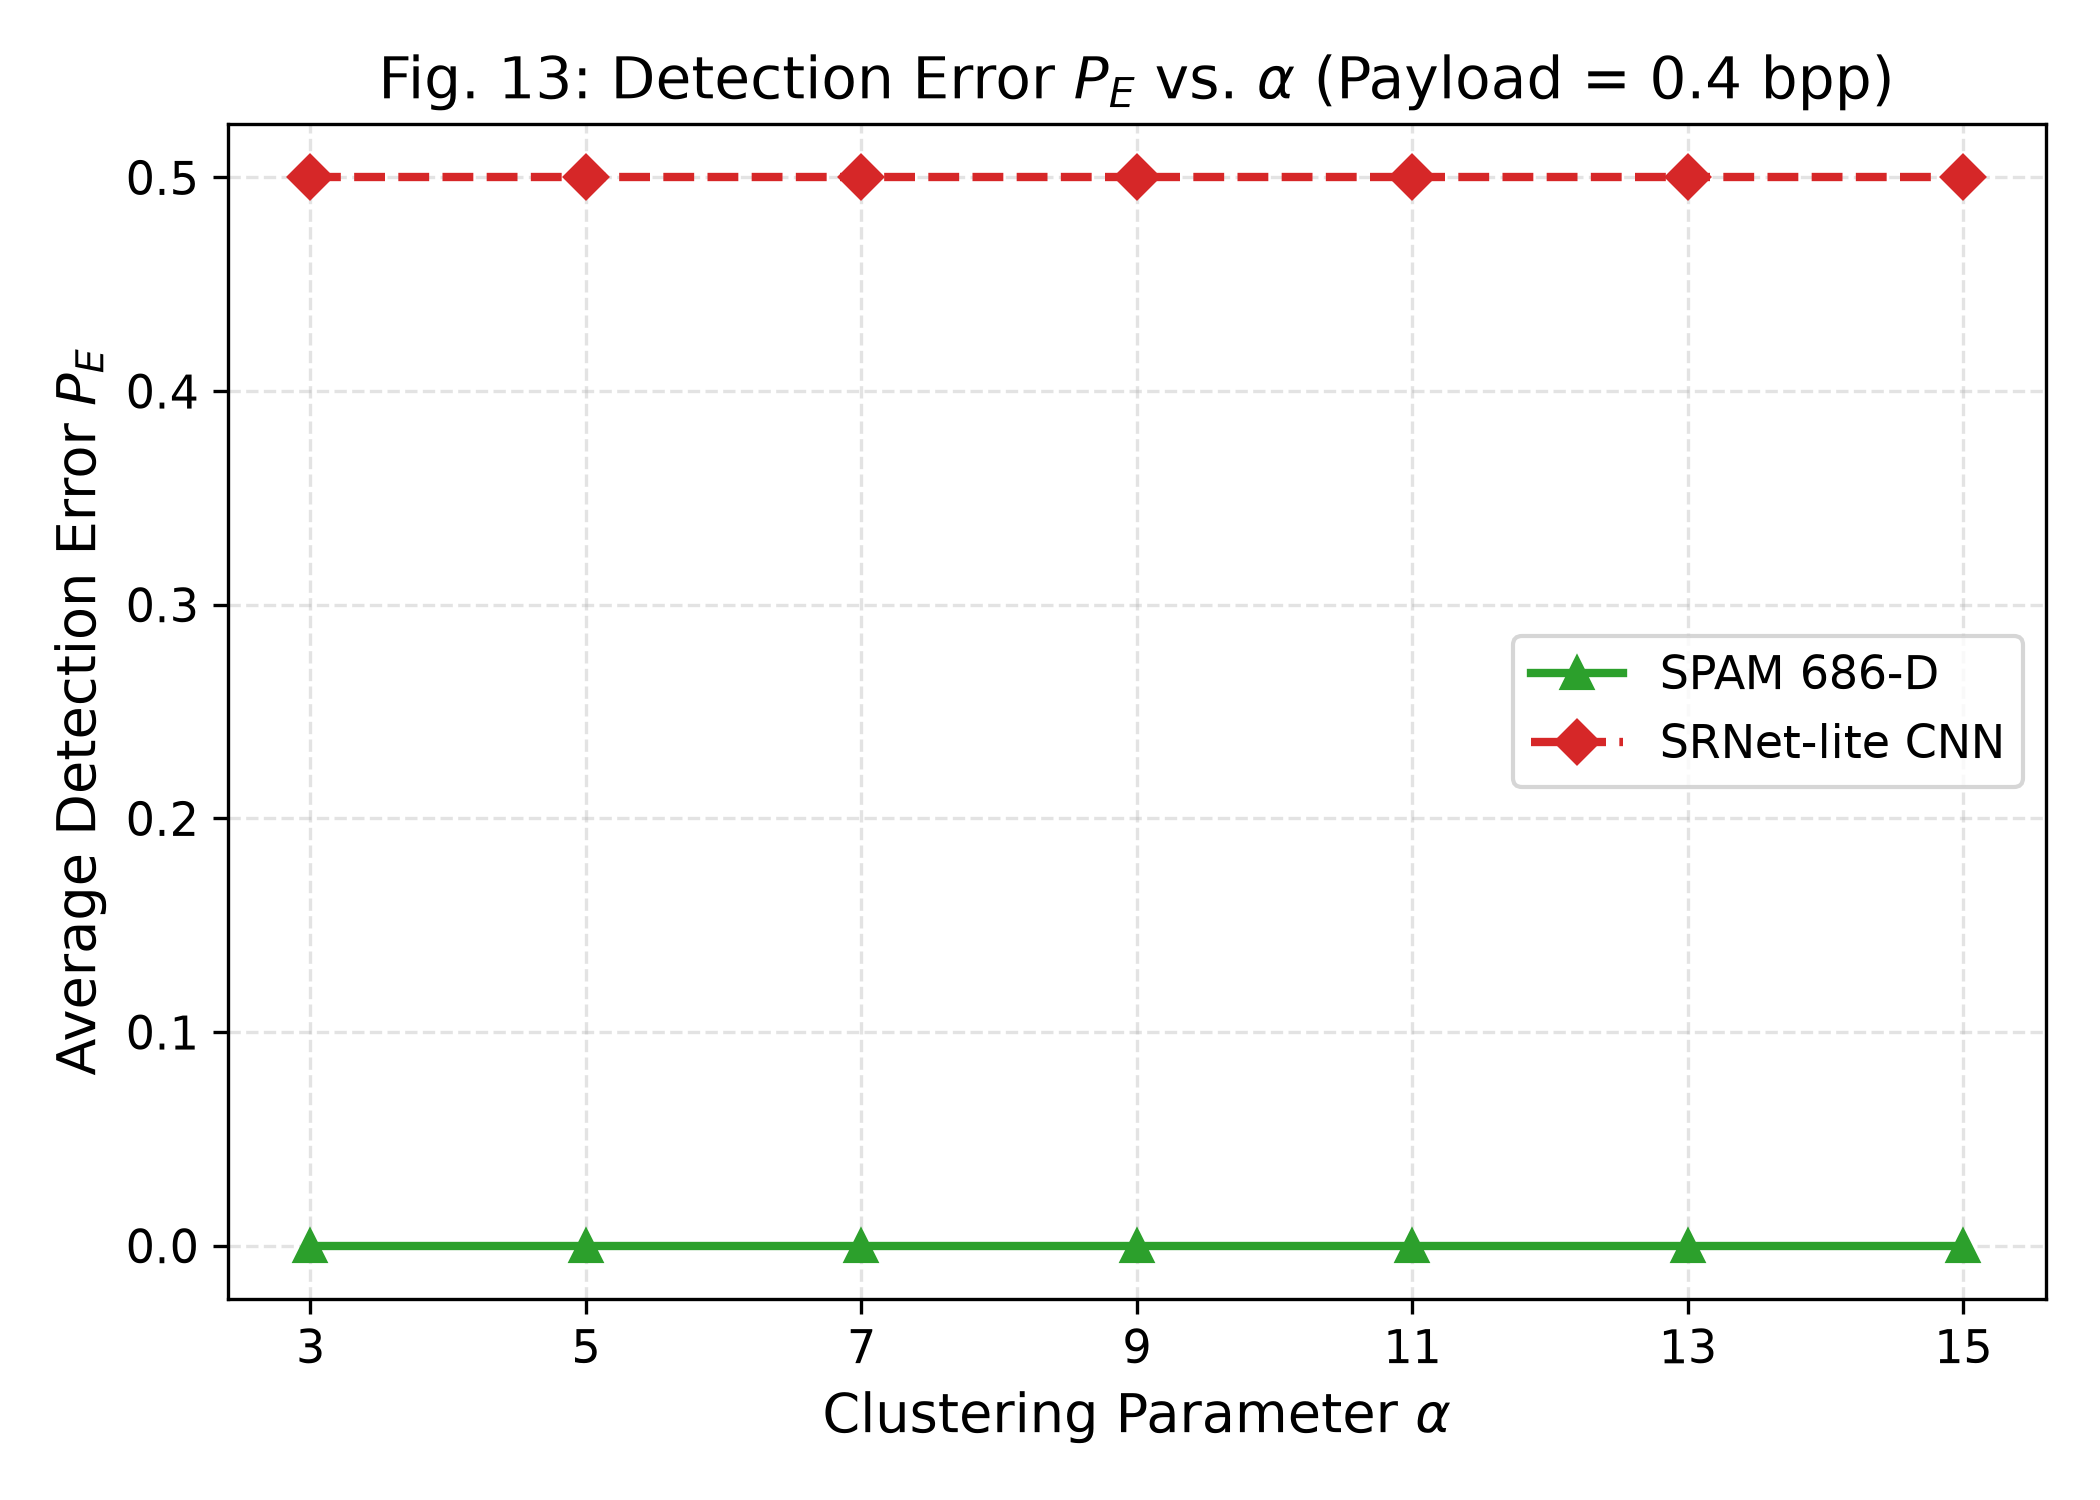 Fig. 13: Detection Error P_E vs. α (Payload = 0.4 bpp)
Average Detection Error P_E
0.5
0.4
0.3
0.2
0.1
0.0
SPAM 686-D
SRNet-lite CNN
3 5 7 9 11 13 15
Clustering Parameter α